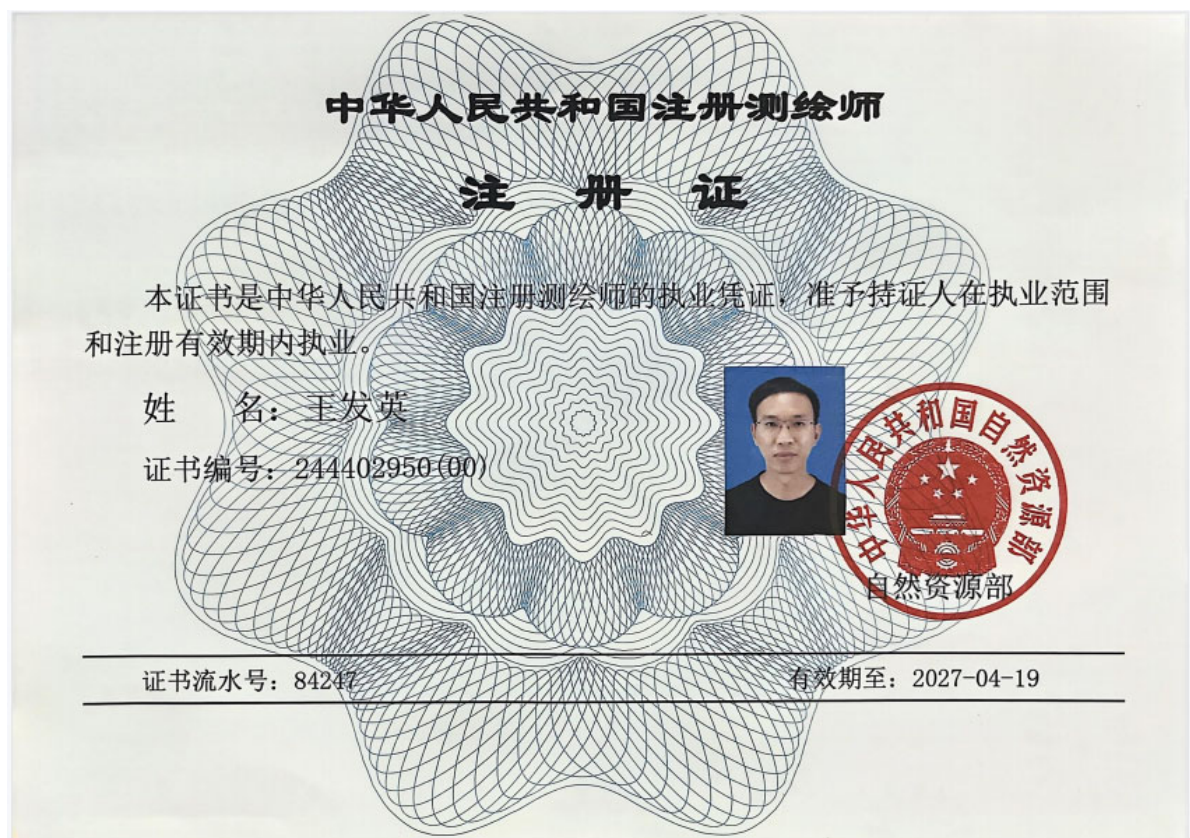 中华人民共和国注册测绘师
注 册 证
本证书是中华人民共和国注册测绘师的执业凭证，准予持证人在执业范围
和注册有效期内执业。
姓 名：王发英
证书编号：244402950(00)
中华人民共和国自然资源部
自然资源部
证书流水号：84247
有效期至：2027-04-19